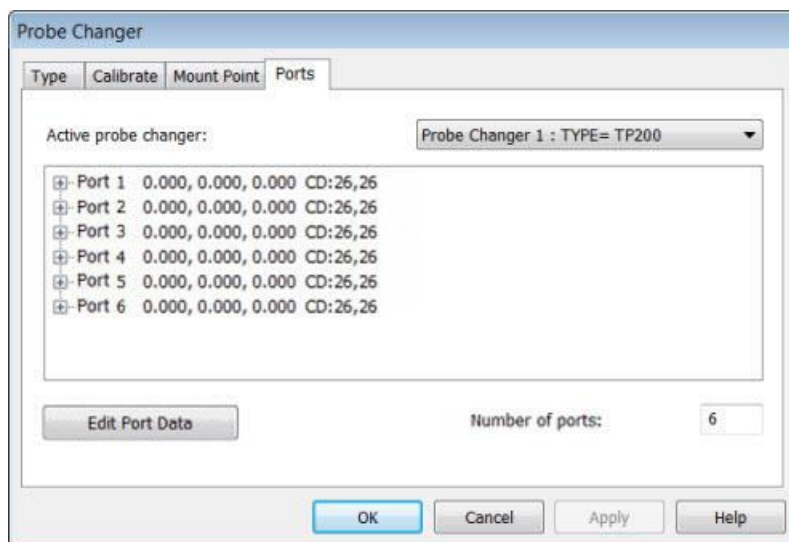 Probe Changer
Type Calibrate Mount Point Ports
Active probe changer: Probe Changer 1 : TYPE= TP200
Port 1 0.000, 0.000, 0.000 CD:26,26
Port 2 0.000, 0.000, 0.000 CD:26,26
Port 3 0.000, 0.000, 0.000 CD:26,26
Port 4 0.000, 0.000, 0.000 CD:26,26
Port 5 0.000, 0.000, 0.000 CD:26,26
Port 6 0.000, 0.000, 0.000 CD:26,26
Edit Port Data Number of ports: 6
OK Cancel Apply Help